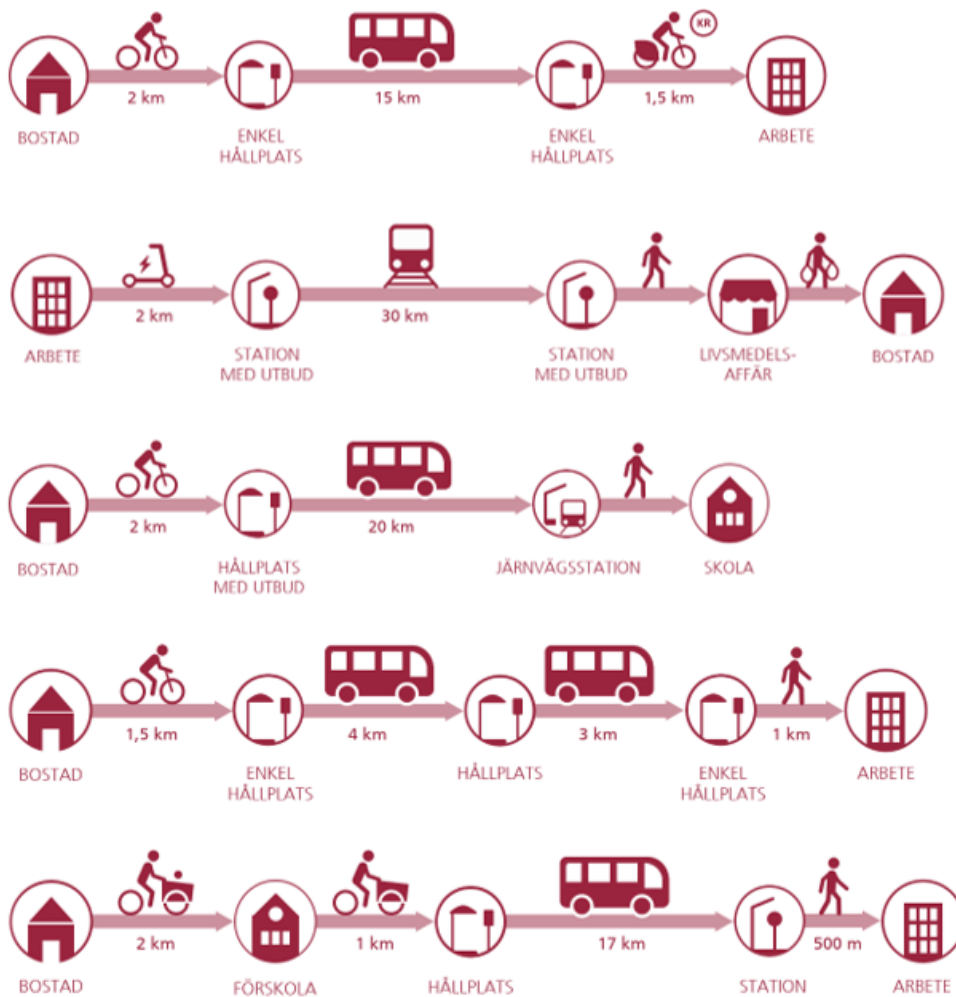 KR
2 km
15 km
1,5 km
BOSTAD
ENKEL
HÅLLPLATS
ENKEL
HÅLLPLATS
ARBETE
2 km
30 km
ARBETE
STATION
MED UTBUD
STATION
MED UTBUD
LIVSMEDELS-
AFFÄR
BOSTAD
2 km
20 km
BOSTAD
HÅLLPLATS
MED UTBUD
JÄRNVÄGSSTATION
SKOLA
1,5 km
4 km
3 km
1 km
BOSTAD
ENKEL
HÅLLPLATS
HÅLLPLATS
ENKEL
HÅLLPLATS
ARBETE
2 km
1 km
17 km
500 m
BOSTAD
FÖRSKOLA
HÅLLPLATS
STATION
ARBETE